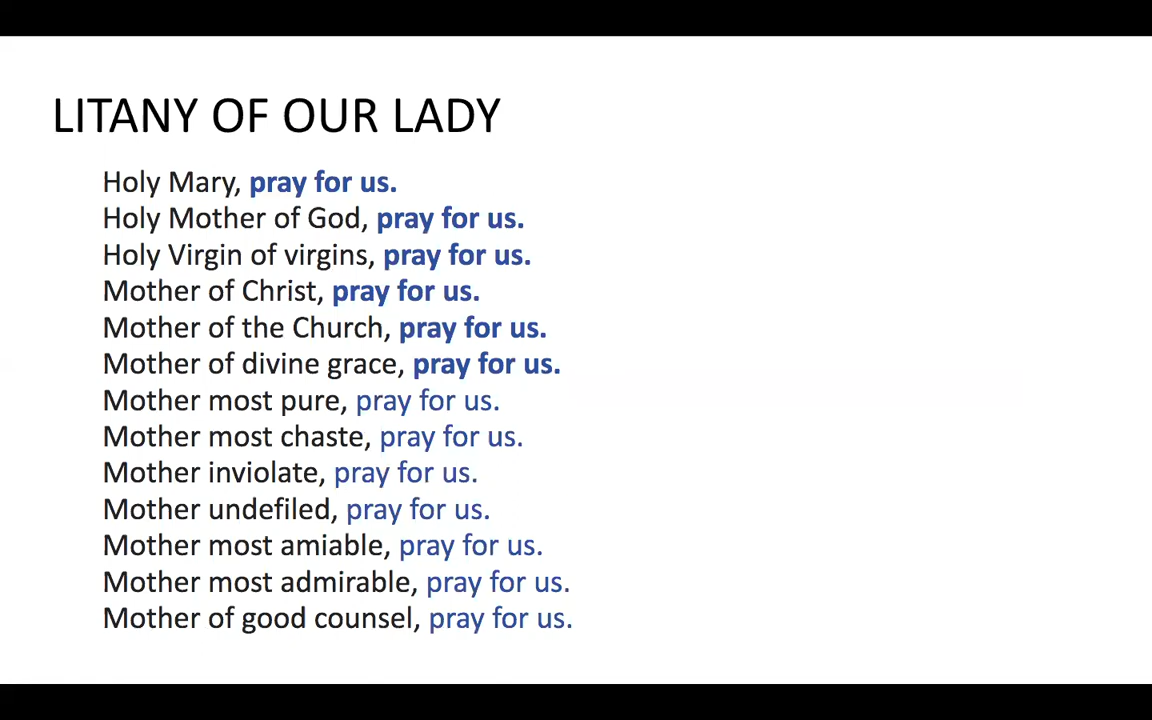 LITANY OF OUR LADY
Holy Mary, pray for us.
Holy Mother of God, pray for us.
Holy Virgin of virgins, pray for us.
Mother of Christ, pray for us.
Mother of the Church, pray for us.
Mother of divine grace, pray for us.
Mother most pure, pray for us.
Mother most chaste, pray for us.
Mother inviolate, pray for us.
Mother undefiled, pray for us.
Mother most amiable, pray for us.
Mother most admirable, pray for us.
Mother of good counsel, pray for us.